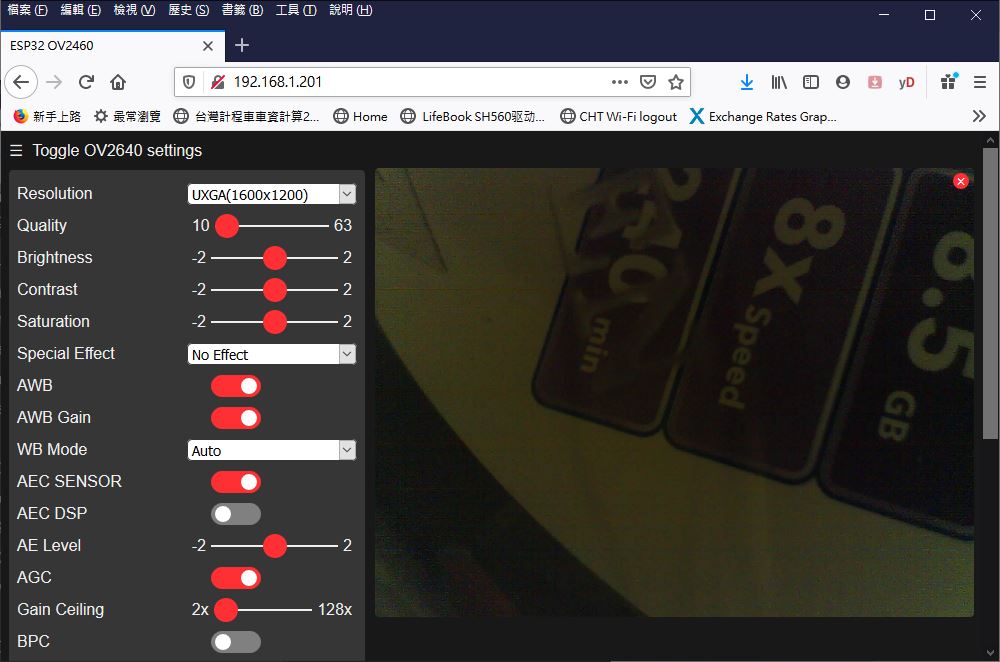 檔案 (F) 編輯 (E) 檢視 (V) 歷史 (S) 書籤 (B) 工具 (T) 說明 (H)
ESP32 OV2460
192.168.1.201
yD
新手上路 最常瀏覽 台灣計程車車資計算2... Home LifeBook SH560驱动... CHT Wi-Fi logout Exchange Rates Grap...
☰ Toggle OV2640 settings
Resolution UXGA(1600x1200)
Quality 10 63
Brightness -2 2
Contrast -2 2
Saturation -2 2
Special Effect No Effect
AWB
AWB Gain
WB Mode Auto
AEC SENSOR
AEC DSP
AE Level -2 2
AGC
Gain Ceiling 2x 128x
BPC
min
8X Speed
8.5 GB